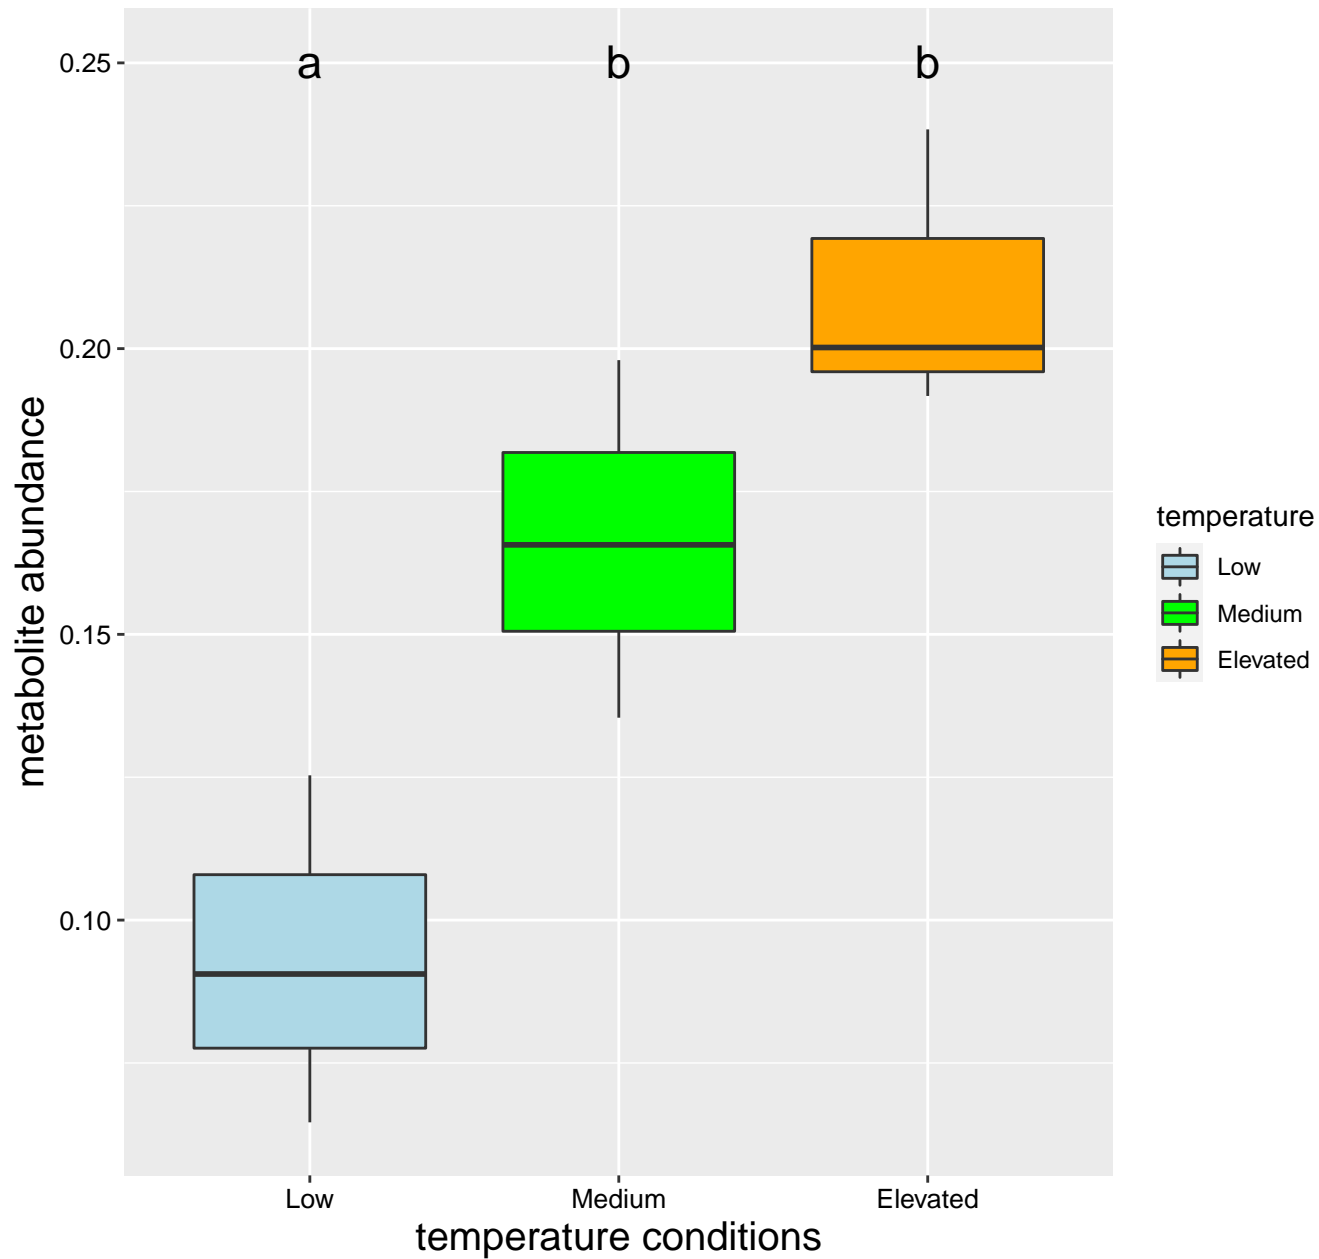 a b b
0.25
0.20
0.15
0.10
metabolite abundance
Low Medium Elevated
temperature conditions
temperature
Low
Medium
Elevated